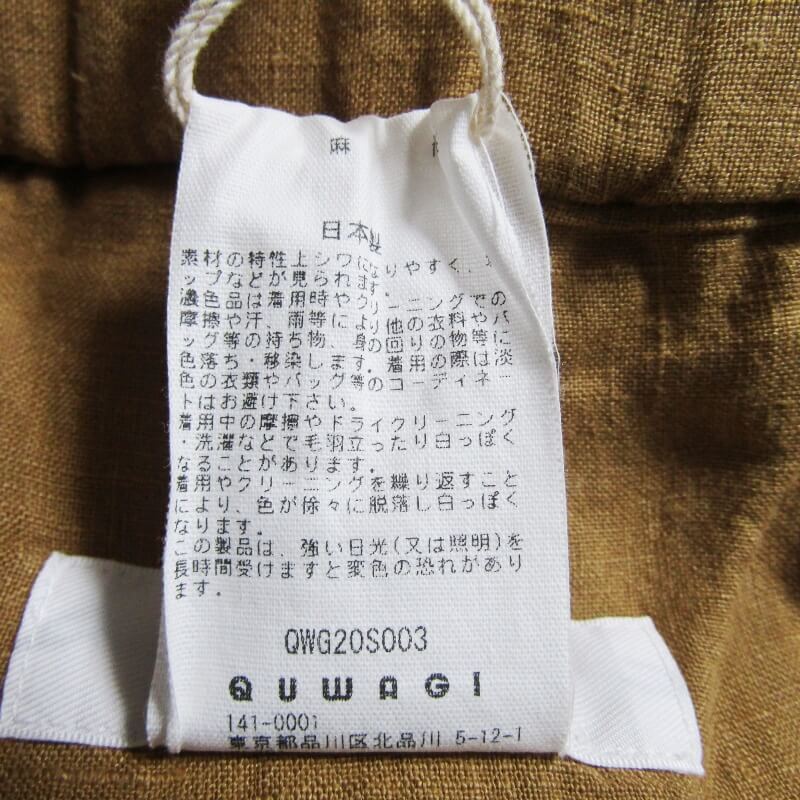 麻
日本製
素材の特性上シワになりやすく、
ップなどが見られます。
濃色品は着用時やクリーニングでの
摩擦や汗、雨等により他の衣料やバ
ッグ等の持ち物、身の回りの物等に
色落ち・移染します。着用の際は淡
色の衣類やバッグ等のコーディネー
トはお避け下さい。
着用中の摩擦やドライクリーニング
・洗濯などで毛羽立ったり白っぽく
なることがあります。
着用やクリーニングを繰り返すこと
により、色が徐々に脱落し白っぽく
なります。
この製品は、強い日光(又は照明)を
長時間受けますと変色の恐れがあり
ます。
QWG20S003
QUWAGI
141-0001
東京都品川区北品川 5-12-1